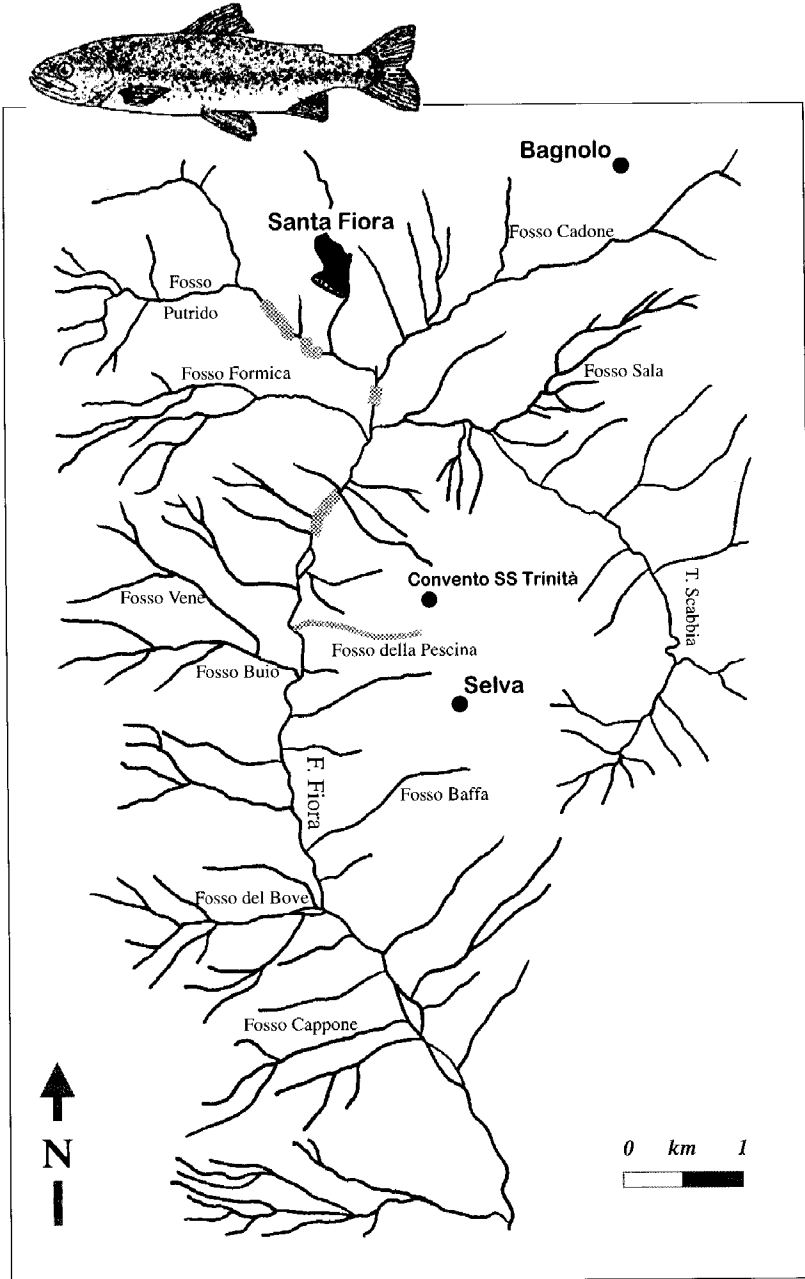 Bagnolo
Santa Fiora
Fosso Cadone
Fosso
Putrido
Fosso Formica
Fosso Sala
Convento SS Trinità
T. Scabbia
Fosso Vene
Fosso della Pescina
Fosso Buio
Selva
F. Fiora
Fosso Baffa
Fosso del Bove
Fosso Cappone
N
0 km 1